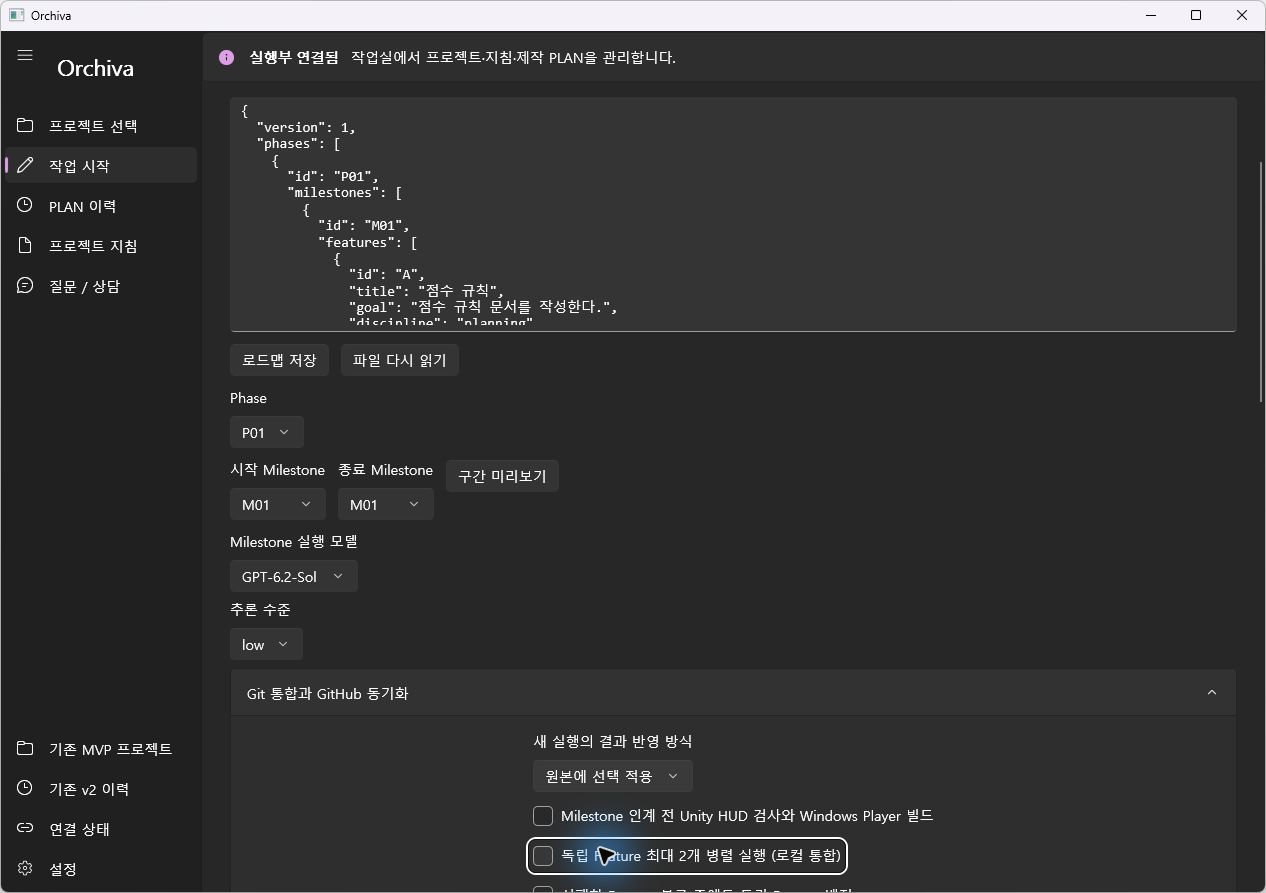 Orchiva
Orchiva
프로젝트 선택
작업 시작
PLAN 이력
프로젝트 지침
질문 / 상담
기존 MVP 프로젝트
기존 v2 이력
연결 상태
설정
실행부 연결됨 작업실에서 프로젝트·지침·제작 PLAN을 관리합니다.
{
"version": 1,
"phases": [
{
"id": "P01",
"milestones": [
{
"id": "M01",
"features": [
{
"id": "A",
"title": "점수 규칙",
"goal": "점수 규칙 문서를 작성한다.",
"discipline": "planning"
로드맵 저장 파일 다시 읽기
Phase
P01
시작 Milestone 종료 Milestone 구간 미리보기
M01 M01
Milestone 실행 모델
GPT-6.2-Sol
추론 수준
low
Git 통합과 GitHub 동기화
새 실행의 결과 반영 방식
원본에 선택 적용
Milestone 인계 전 Unity HUD 검사와 Windows Player 빌드
독립 Feature 최대 2개 병렬 실행 (로컬 통합)